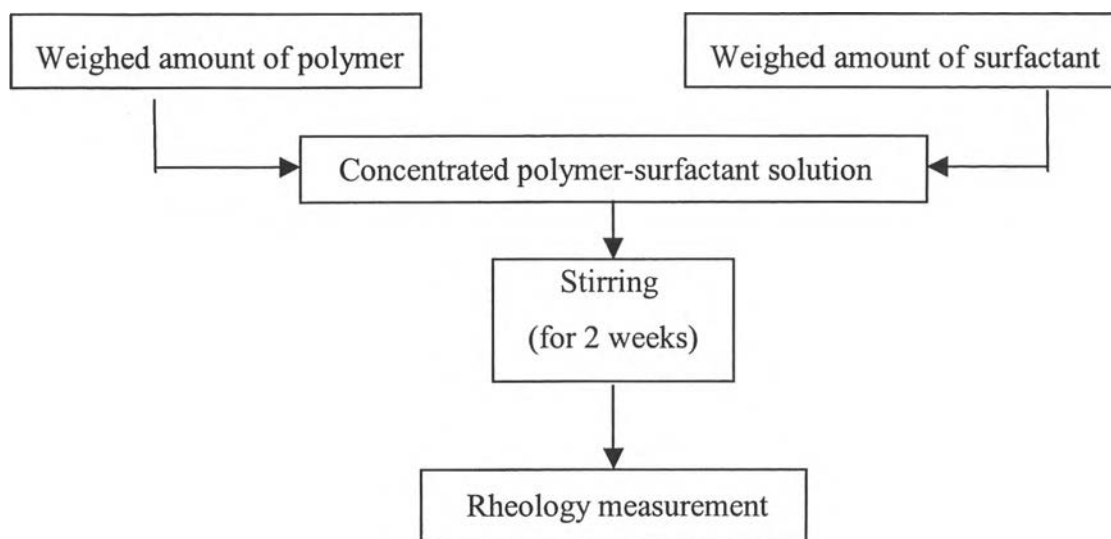 Weighed amount of polymer
Weighed amount of surfactant
Concentrated polymer-surfactant solution
Stirring
(for 2 weeks)
Rheology measurement